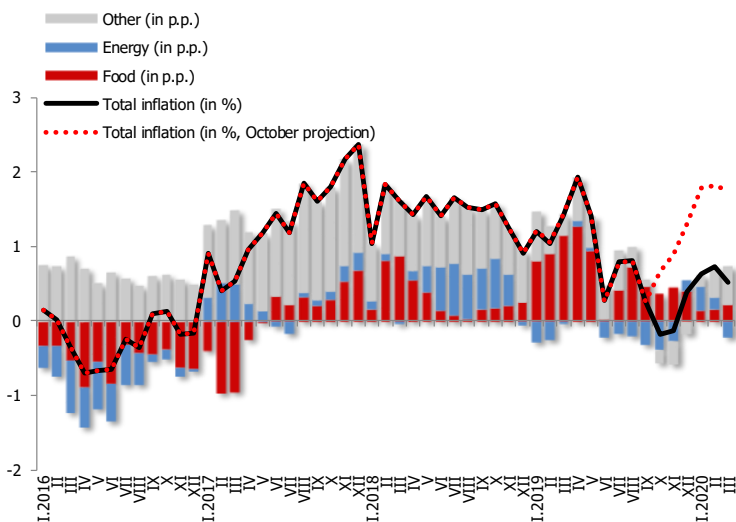 Other (in p.p.)
Energy (in p.p.)
Food (in p.p.)
Total inflation (in %)
Total inflation (in %, October projection)
3
2
1
0
-1
-2
I.2016
II
III
IV
V
VI
VII
VIII
IX
X
XI
XII
I.2017
II
III
IV
V
VI
VII
VIII
IX
X
XI
XII
I.2018
II
III
IV
V
VI
VII
VIII
IX
X
XI
XII
I.2019
II
III
IV
V
VI
VII
VIII
IX
X
XI
XII
I.2020
II
III